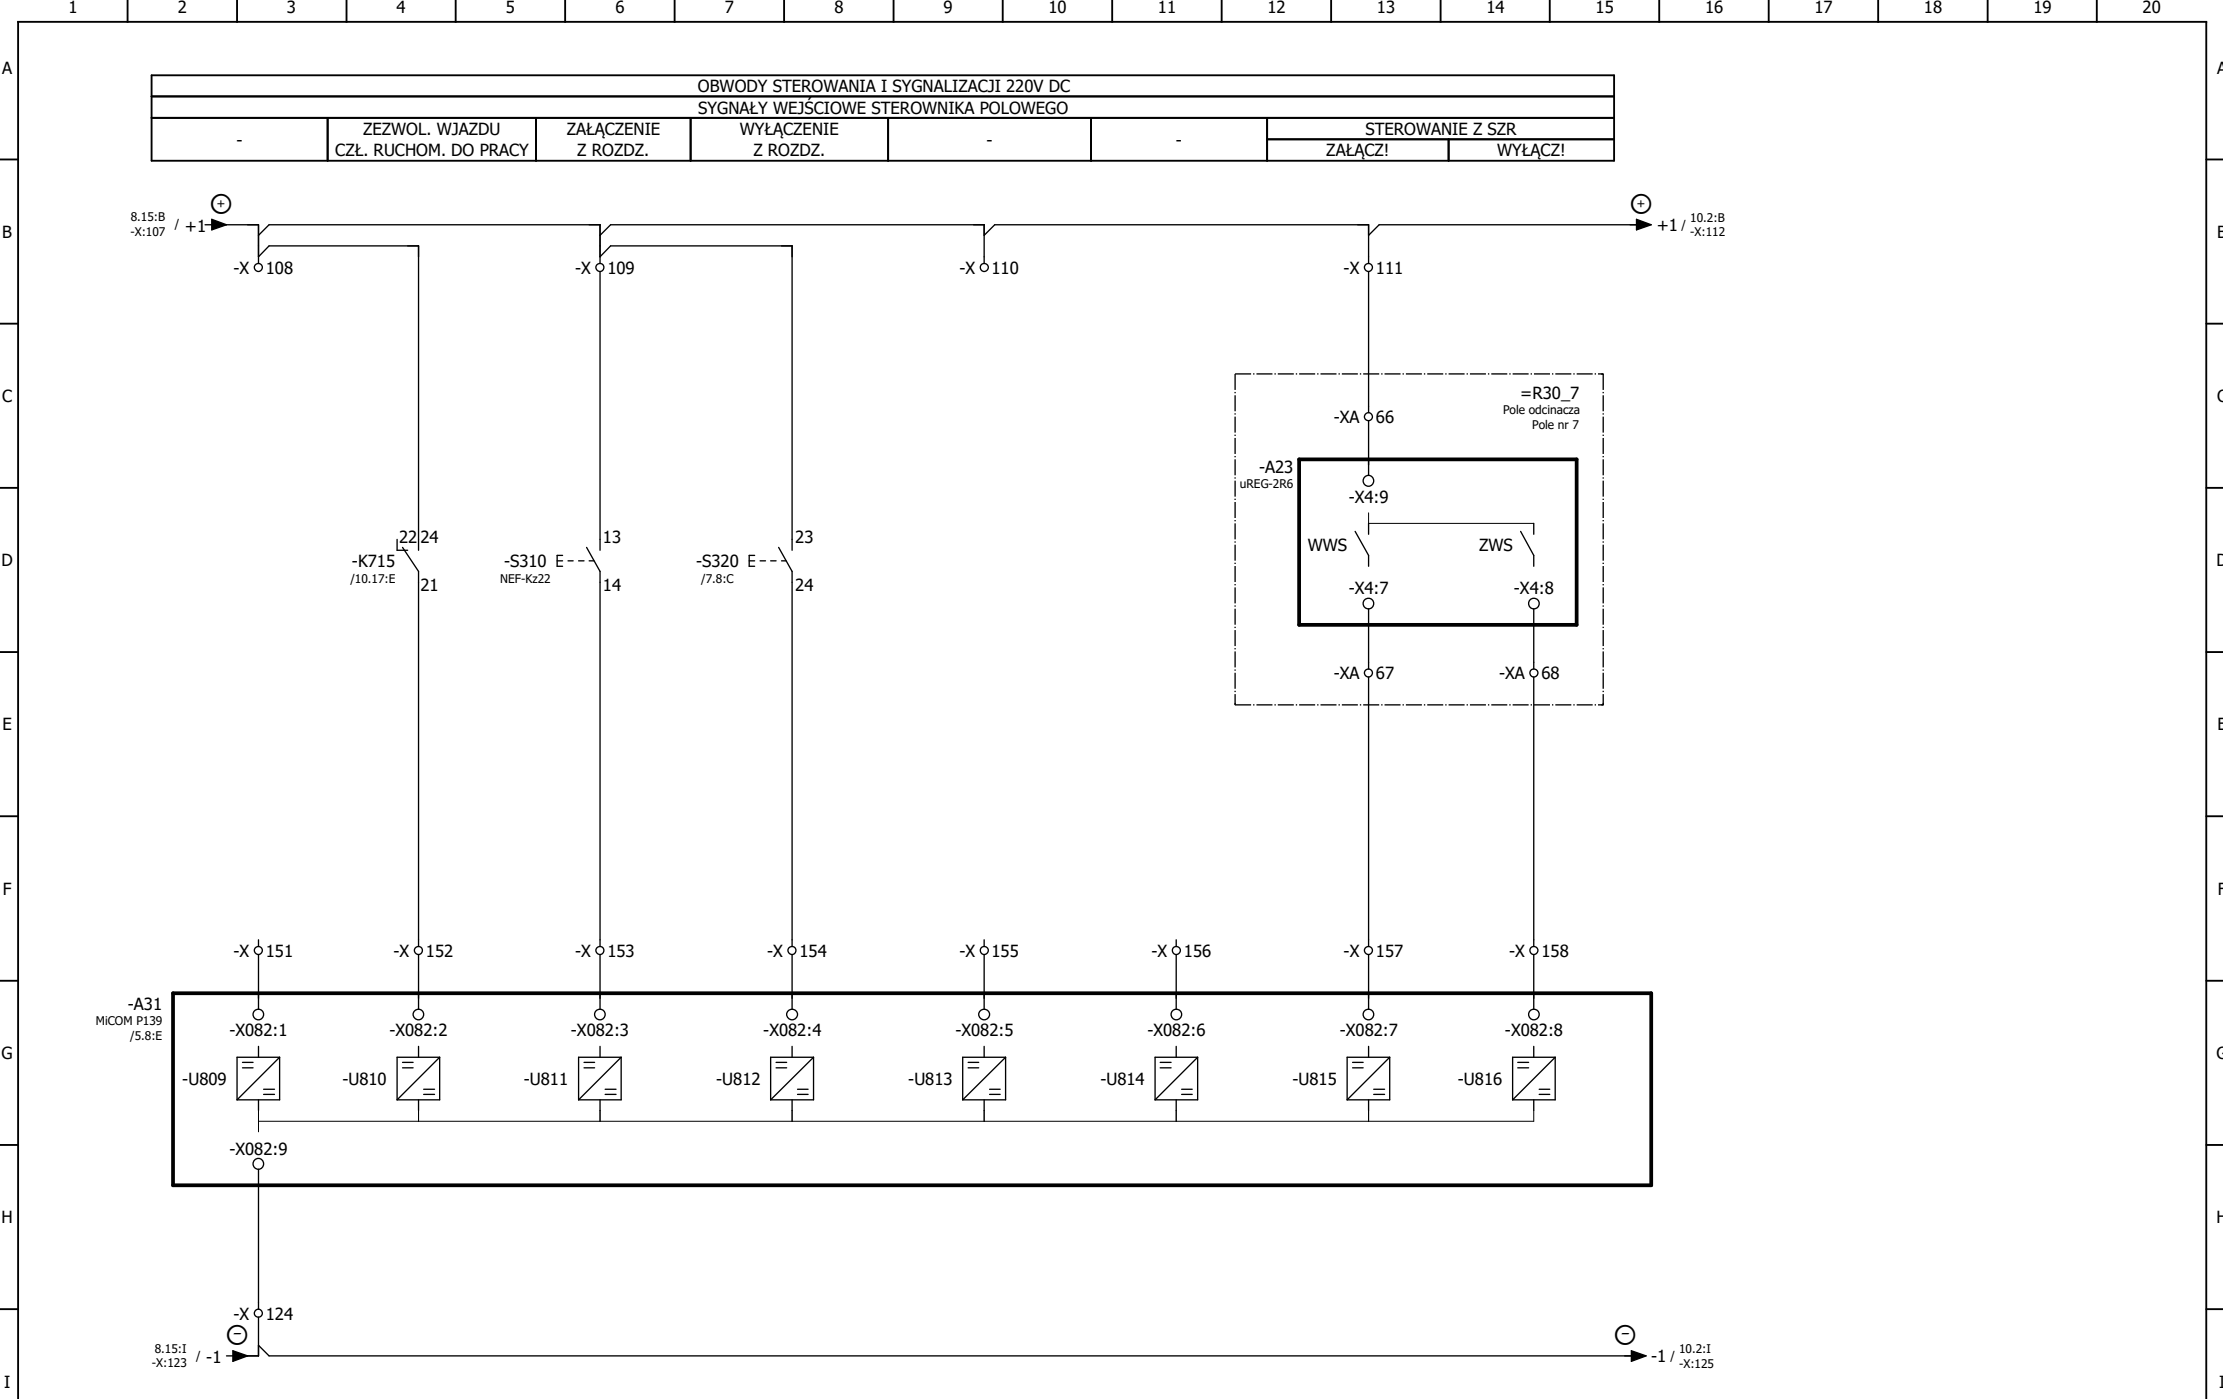 1 2 3 4 5 6 7 8 9 10 11 12 13 14 15 16 17 18 19 20
A
OBWODY STEROWANIA I SYGNALIZACJI 220V DC
SYGNAŁY WEJŚCIOWE STEROWNIKA POLOWEGO
-
ZEZWOL. WJAZDU
CZŁ. RUCHOM. DO PRACY
ZAŁĄCZENIE
Z ROZDZ.
WYŁĄCZENIE
Z ROZDZ.
-
-
STEROWANIE Z SZR
ZAŁĄCZ! WYŁĄCZ!
B
8.15:B
-X:107
/ +1
+
+
+1 /
10.2:B
-X:112
-X 108 -X 109 -X 110 -X 111
C
=R30_7
Pole odcinacza
Pole nr 7
-XA 66
-A23
uREG-2R6
-X4:9
D
22 24
-K715
/10.17:E
21
13
-S310 E
NEF-Kz22
14
23
-S320 E
/7.8:C
24
WWS ZWS
-X4:7 -X4:8
-XA 67 -XA 68
E
F
-X 151 -X 152 -X 153 -X 154 -X 155 -X 156 -X 157 -X 158
G
-A31
MiCOM P139
/5.8:E
-X082:1 -X082:2 -X082:3 -X082:4 -X082:5 -X082:6 -X082:7 -X082:8
-U809 -U810 -U811 -U812 -U813 -U814 -U815 -U816
-X082:9
H
-X 124
8.15:I
-X:123
/ -1
−
−
-1 /
10.2:I
-X:125
I